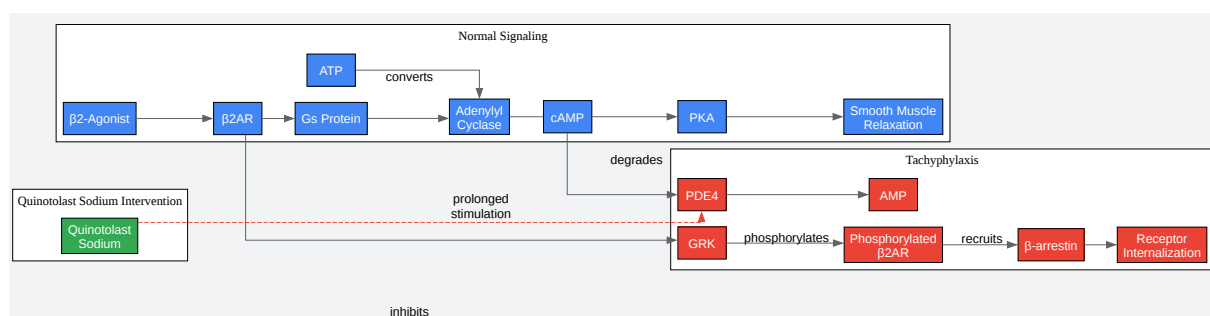 Normal Signaling
ATP
converts
β2-Agonist
β2AR
Gs Protein
Adenylyl
Cyclase
cAMP
PKA
Smooth Muscle
Relaxation
degrades
Tachyphylaxis
PDE4
AMP
Quinotolast Sodium Intervention
Quinotolast
Sodium
prolonged
stimulation
GRK
phosphorylates
Phosphorylated
β2AR
recruits
β-arrestin
Receptor
Internalization
inhibits